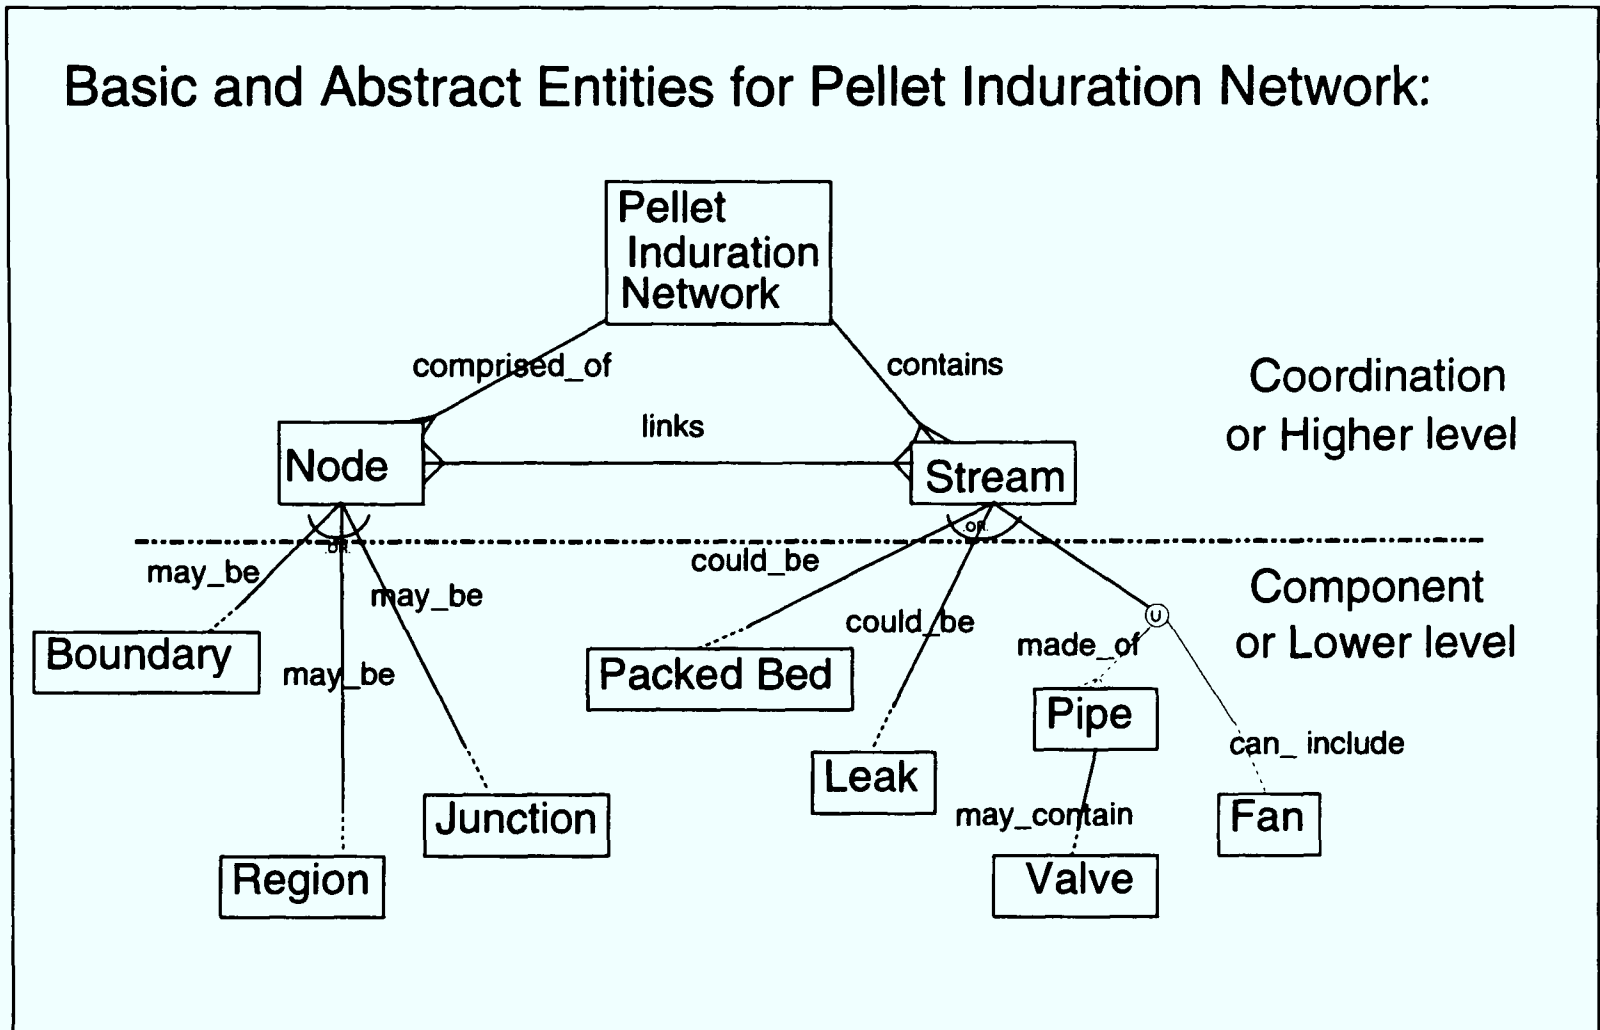 Basic and Abstract Entities for Pellet Induration Network:
Pellet
Induration
Network
comprised_of
contains
links
Coordination
or Higher level
Node
Stream
.OR.
.OR.
could_be
may_be
may_be
Component
or Lower level
could_be
U
made_of
Boundary
may_be
Packed Bed
Pipe
can_ include
Leak
Junction
may_contain
Fan
Region
Valve